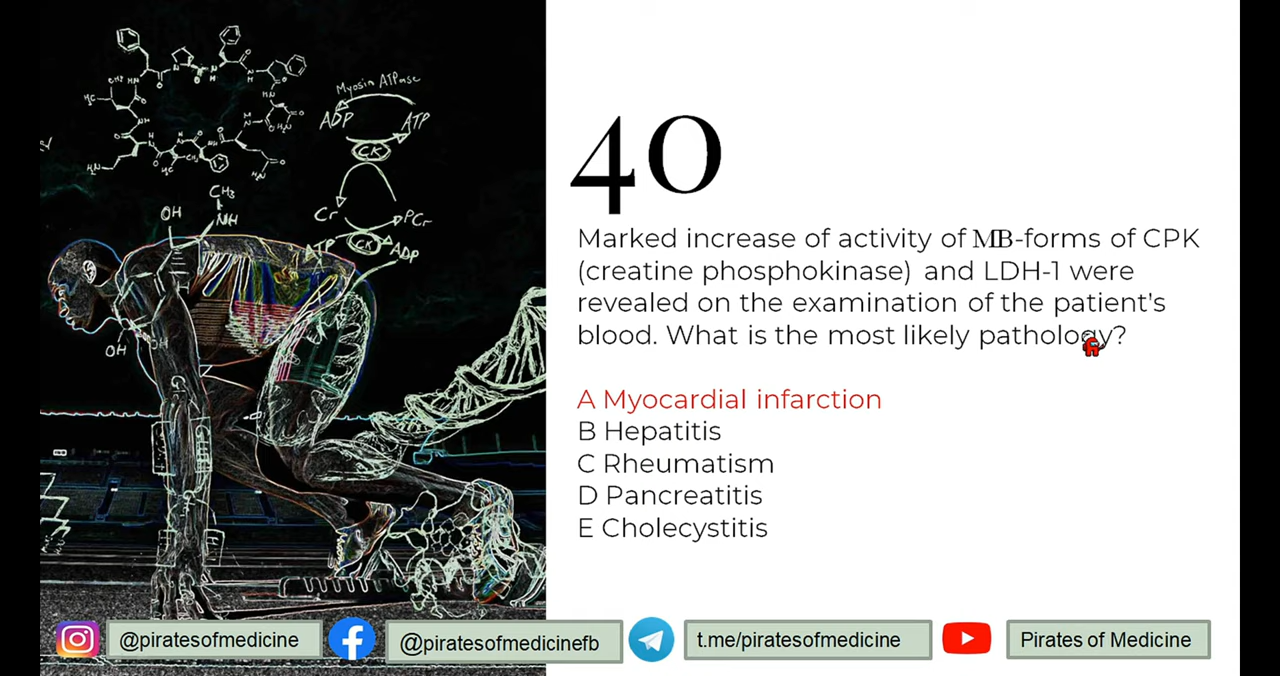 Myosin ATPase
ADP
ATP
CK
Cr
PCr
CK
ATP
ADP
CH3
NH
OH
OH
OH
40
Marked increase of activity of MB-forms of CPK
(creatine phosphokinase) and LDH-1 were
revealed on the examination of the patient's
blood. What is the most likely pathology?
A Myocardial infarction
B Hepatitis
C Rheumatism
D Pancreatitis
E Cholecystitis
@piratesofmedicine
@piratesofmedicinefb
t.me/piratesofmedicine
Pirates of Medicine